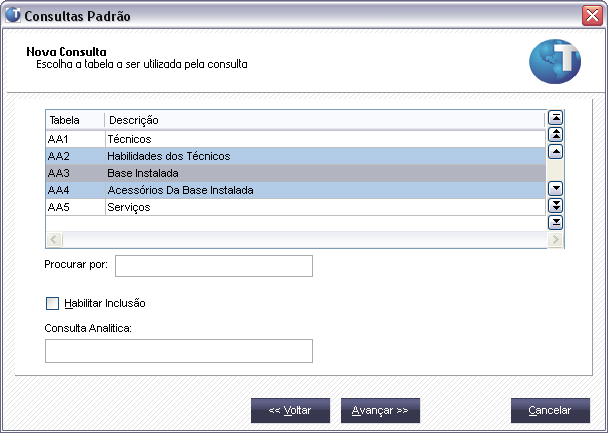 Consultas Padrão
Nova Consulta
Escolha a tabela a ser utilizada pela consulta
T
Tabela Descrição
AA1 Técnicos
AA2 Habilidades dos Técnicos
AA3 Base Instalada
AA4 Acessórios Da Base Instalada
AA5 Serviços
Procurar por:
Habilitar Inclusão
Consulta Analitica:
<< Voltar Avançar >> Cancelar